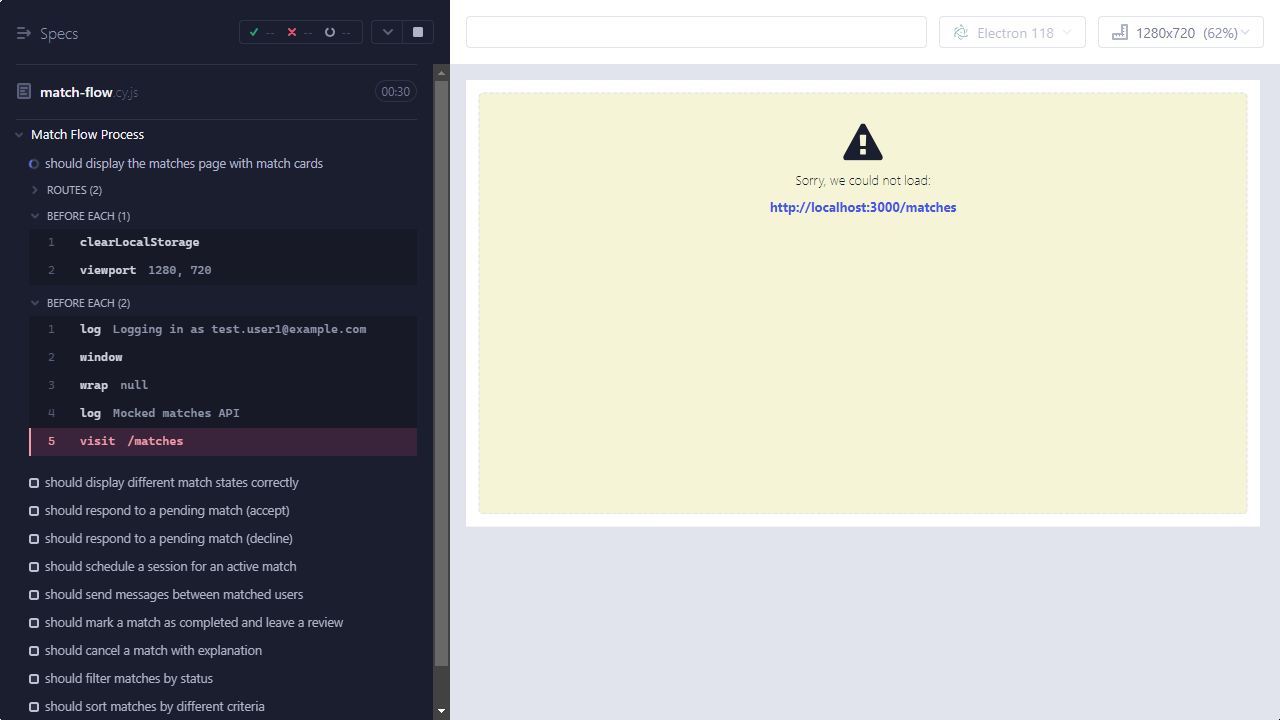 Specs
-- -- --
match-flow.cy.js 00:30
Match Flow Process
should display the matches page with match cards
ROUTES (2)
BEFORE EACH (1)
1 clearLocalStorage
2 viewport 1280, 720
BEFORE EACH (2)
1 log Logging in as test.user1@example.com
2 window
3 wrap null
4 log Mocked matches API
5 visit /matches
should display different match states correctly
should respond to a pending match (accept)
should respond to a pending match (decline)
should schedule a session for an active match
should send messages between matched users
should mark a match as completed and leave a review
should cancel a match with explanation
should filter matches by status
should sort matches by different criteria
Electron 118
1280x720 (62%)
Sorry, we could not load:
http://localhost:3000/matches